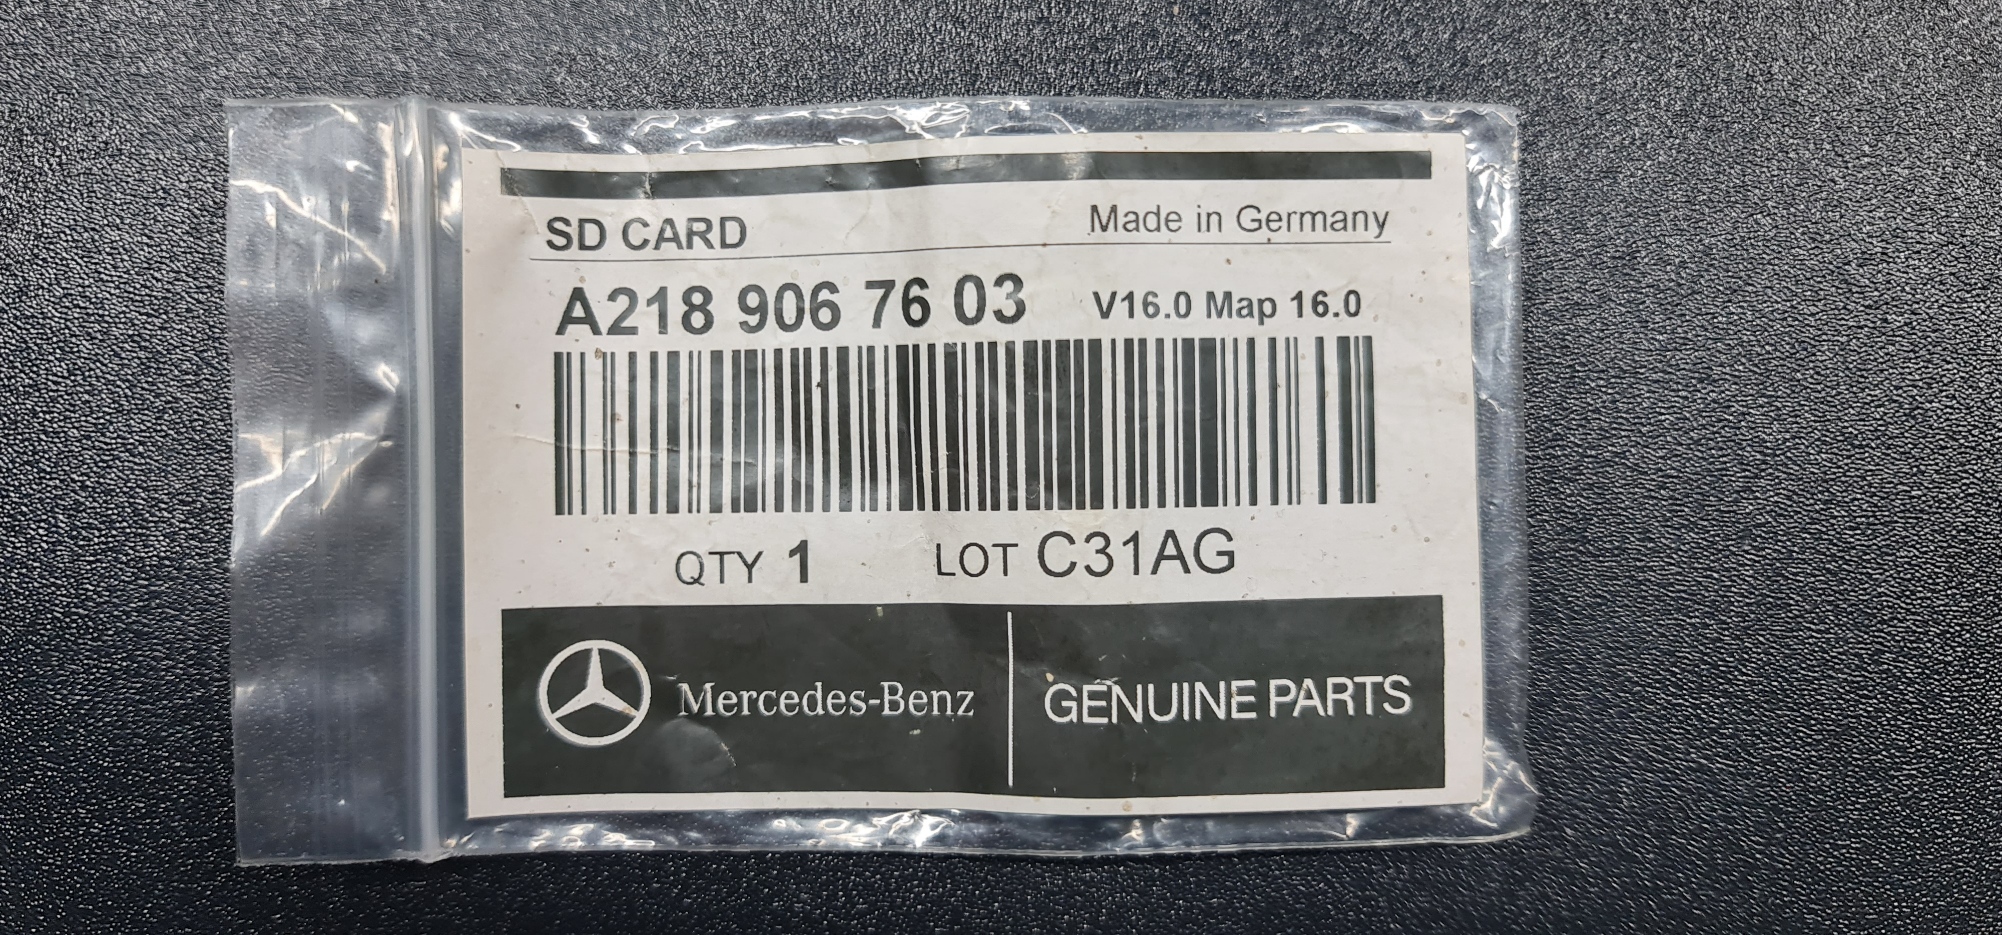 SD CARD Made in Germany
A218 906 76 03 V16.0 Map 16.0
QTY 1 LOT C31AG
Mercedes-Benz GENUINE PARTS